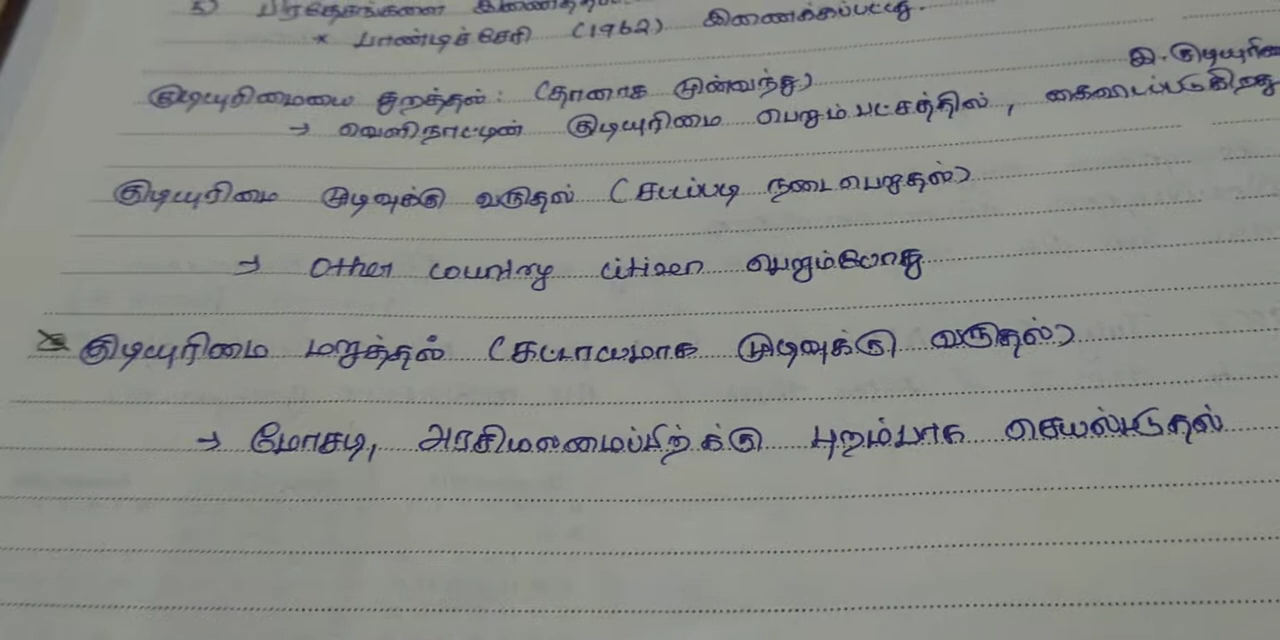 5) பிரதேசங்களை இணைத்தல்
* பாண்டிச்சேரி (1962) இணைக்கப்பட்டது.
குடியுரிமையை துறத்தல் : (தானாக முன்வந்து)
→ வெளிநாட்டின் குடியுரிமை பெறும் பட்சத்தில், இ.குடியுரி கைவிடப்படுகிறது
குடியுரிமை முடிவுக்கு வருதல் (சட்டப்படி நடைபெறுதல்)
→ Other country citizen பெறும்போது
குடியுரிமை மறுத்தல் (கட்டாயமாக முடிவுக்கு வருதல்)
→ மோசடி, அரசியலமைப்பிற்க்கு புறம்பாக செயல்படுதல்